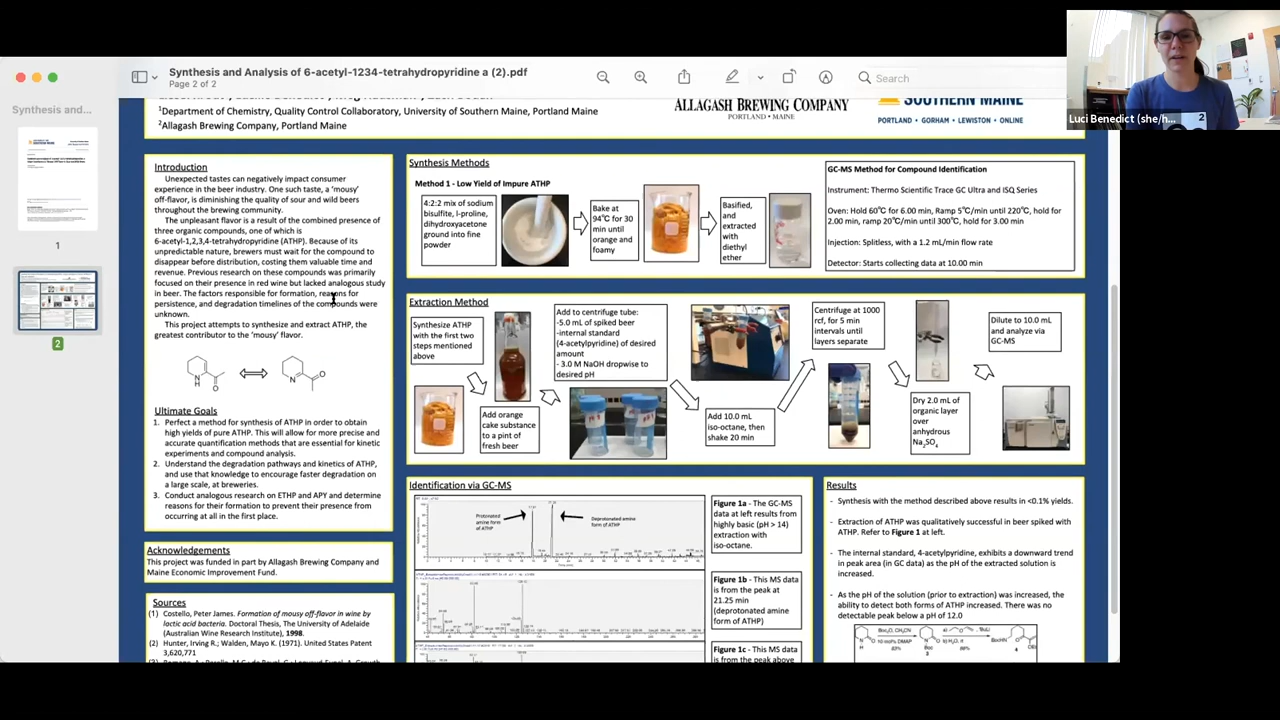 Synthesis and Analysis of 6-acetyl-1234-tetrahydropyridine a (2).pdf
Page 2 of 2
Search
Luci Benedict (she/h...
Synthesis and...
1
2
¹Department of Chemistry, Quality Control Laboratory, University of Southern Maine, Portland Maine
²Allagash Brewing Company, Portland Maine
ALLAGASH BREWING COMPANY
PORTLAND • MAINE
SOUTHERN MAINE
PORTLAND • GORHAM • LEWISTON • ONLINE
Introduction
Unexpected tastes can negatively impact consumer
experience in the beer industry. One such taste, a 'mousy'
off-flavor, is diminishing the quality of sour and wild beers
throughout the brewing community.
The unpleasant flavor is a result of the combined presence of
three organic compounds, one of which is
6-acetyl-1,2,3,4-tetrahydropyridine (ATHP). Because of its
unpredictable nature, brewers must wait for the compound to
disappear before distribution, costing them valuable time and
revenue. Previous research on these compounds was primarily
focused on their presence in red wine but lacked analogous study
in beer. The factors responsible for formation, reasons for
persistence, and degradation timelines of the compounds were
unknown.
This project attempts to synthesize and extract ATHP, the
greatest contributor to the 'mousy' flavor.
Ultimate Goals
1. Perfect a method for synthesis of ATHP in order to obtain
high yields of pure ATHP. This will allow for more precise and
accurate quantification methods that are essential for kinetic
experiments and compound analysis.
2. Understand the degradation pathways and kinetics of ATHP,
and use that knowledge to encourage faster degradation on
a large scale, at breweries.
3. Conduct analogous research on ETHP and APY and determine
reasons for their formation to prevent their presence from
occurring at all in the first place.
Acknowledgements
This project was funded in part by Allagash Brewing Company and
Maine Economic Improvement Fund.
Sources
(1) Costello, Peter James. Formation of mousy off-flavor in wine by
lactic acid bacteria. Doctoral Thesis, The University of Adelaide
(Australian Wine Research Institute), 1998.
(2) Hunter, Irving R.; Walden, Mayo K. (1971). United States Patent
3,620,771
Synthesis Methods
Method 1 - Low Yield of Impure ATHP
4:2:2 mix of sodium
bisulfite, l-proline,
dihydroxyacetone
ground into fine
powder
Bake at
94°C for 30
min until
orange and
foamy
Basified,
and
extracted
with
diethyl
ether
GC-MS Method for Compound Identification
Instrument: Thermo Scientific Trace GC Ultra and ISQ Series
Oven: Hold 60°C for 6.00 min, Ramp 5°C/min until 220°C, hold for
2.00 min, ramp 20°C/min until 300°C, hold for 3.00 min
Injection: Splitless, with a 1.2 mL/min flow rate
Detector: Starts collecting data at 10.00 min
Extraction Method
Synthesize ATHP
with the first two
steps mentioned
above
Add orange
cake substance
to a pint of
fresh beer
Add to centrifuge tube:
-5.0 mL of spiked beer
-internal standard
(4-acetylpyridine) of desired
amount
- 3.0 M NaOH dropwise to
desired pH
Add 10.0 mL
iso-octane, then
shake 20 min
Centrifuge at 1000
rcf, for 5 min
intervals until
layers separate
Dry 2.0 mL of
organic layer
over
anhydrous
Na₂SO₄
Dilute to 10.0 mL
and analyze via
GC-MS
Identification via GC-MS
Protonated
amine form
of ATHP
Deprotonated amine
form of ATHP
Figure 1a - The GC-MS
data at left results from
highly basic (pH > 14)
extraction with
iso-octane.
Figure 1b - This MS data
is from the peak at
21.25 min
(deprotonated amine
form of ATHP)
Figure 1c - This MS data
is from the peak above
Results
- Synthesis with the method described above results in <0.1% yields.
- Extraction of ATHP was qualitatively successful in beer spiked with
ATHP. Refer to Figure 1 at left.
- The internal standard, 4-acetylpyridine, exhibits a downward trend
in peak area (in GC data) as the pH of the extracted solution is
increased.
- As the pH of the solution (prior to extraction) was increased, the
ability to detect both forms of ATHP increased. There was no
detectable peak below a pH of 12.0